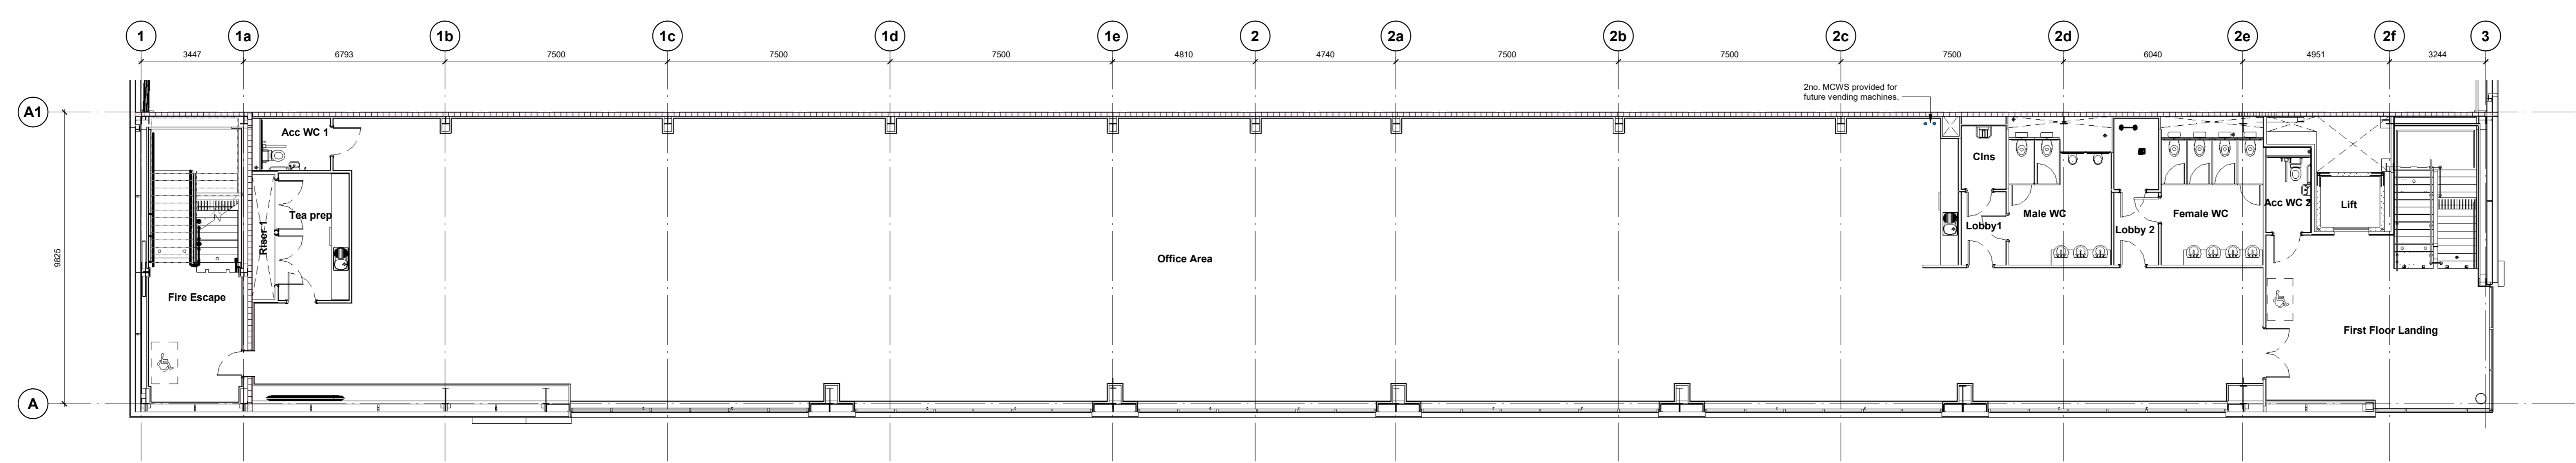 1 1a 1b 1c 1d 1e 2 2a 2b 2c 2d 2e 2f 3
3447 6793 7500 7500 7500 4810 4740 7500 7500 7500 6040 4951 3244
2no. MCWS provided for
future vending machines.
A1
Acc WC 1
Clns
Acc WC 2
Lift
Tea prep
Male WC
Female WC
Riser 1
Lobby1
Lobby 2
9825
Office Area
Fire Escape
First Floor Landing
A